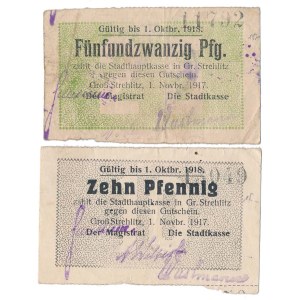 Gültig bis 1. Oktbr. 1918.
Fünfundzwanzig Pfg.
zahlt die Stadthauptkasse in Gr. Strehlitz
gegen diesen Gutschein.
Groß Strehlitz, 1. Novbr. 1917.
Der Magistrat Die Stadtkasse
Gültig bis 1. Oktbr. 1918.
Zehn Pfennig
zahlt die Stadthauptkasse in Gr. Strehlitz
gegen diesen Gutschein.
Groß Strehlitz, 1. Novbr. 1917.
Der Magistrat Die Stadtkasse